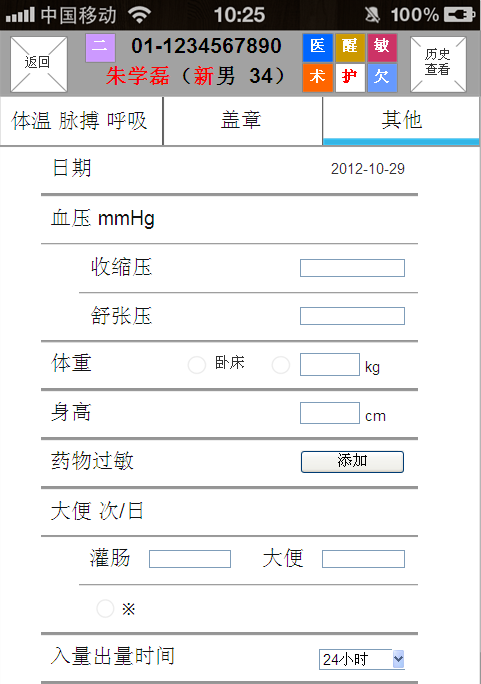 中国移动 10:25 100%
返回 二 01-1234567890 医 醒 敏 历史
朱学磊（新男 34） 术 护 欠 查看
体温 脉搏 呼吸 盖章 其他
日期 2012-10-29
血压 mmHg
收缩压
舒张压
体重 卧床 kg
身高 cm
药物过敏 添加
大便 次/日
灌肠 大便
※
入量出量时间 24小时